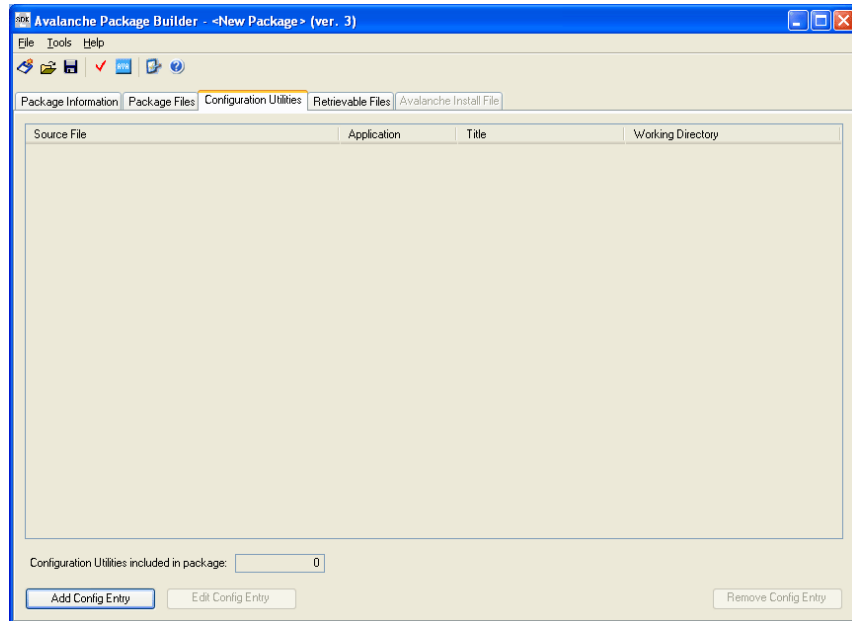 SDK Avalanche Package Builder - <New Package> (ver. 3)
File Tools Help
Package Information Package Files Configuration Utilities Retrievable Files Avalanche Install File
Source File Application Title Working Directory
Configuration Utilities included in package: 0
Add Config Entry Edit Config Entry Remove Config Entry